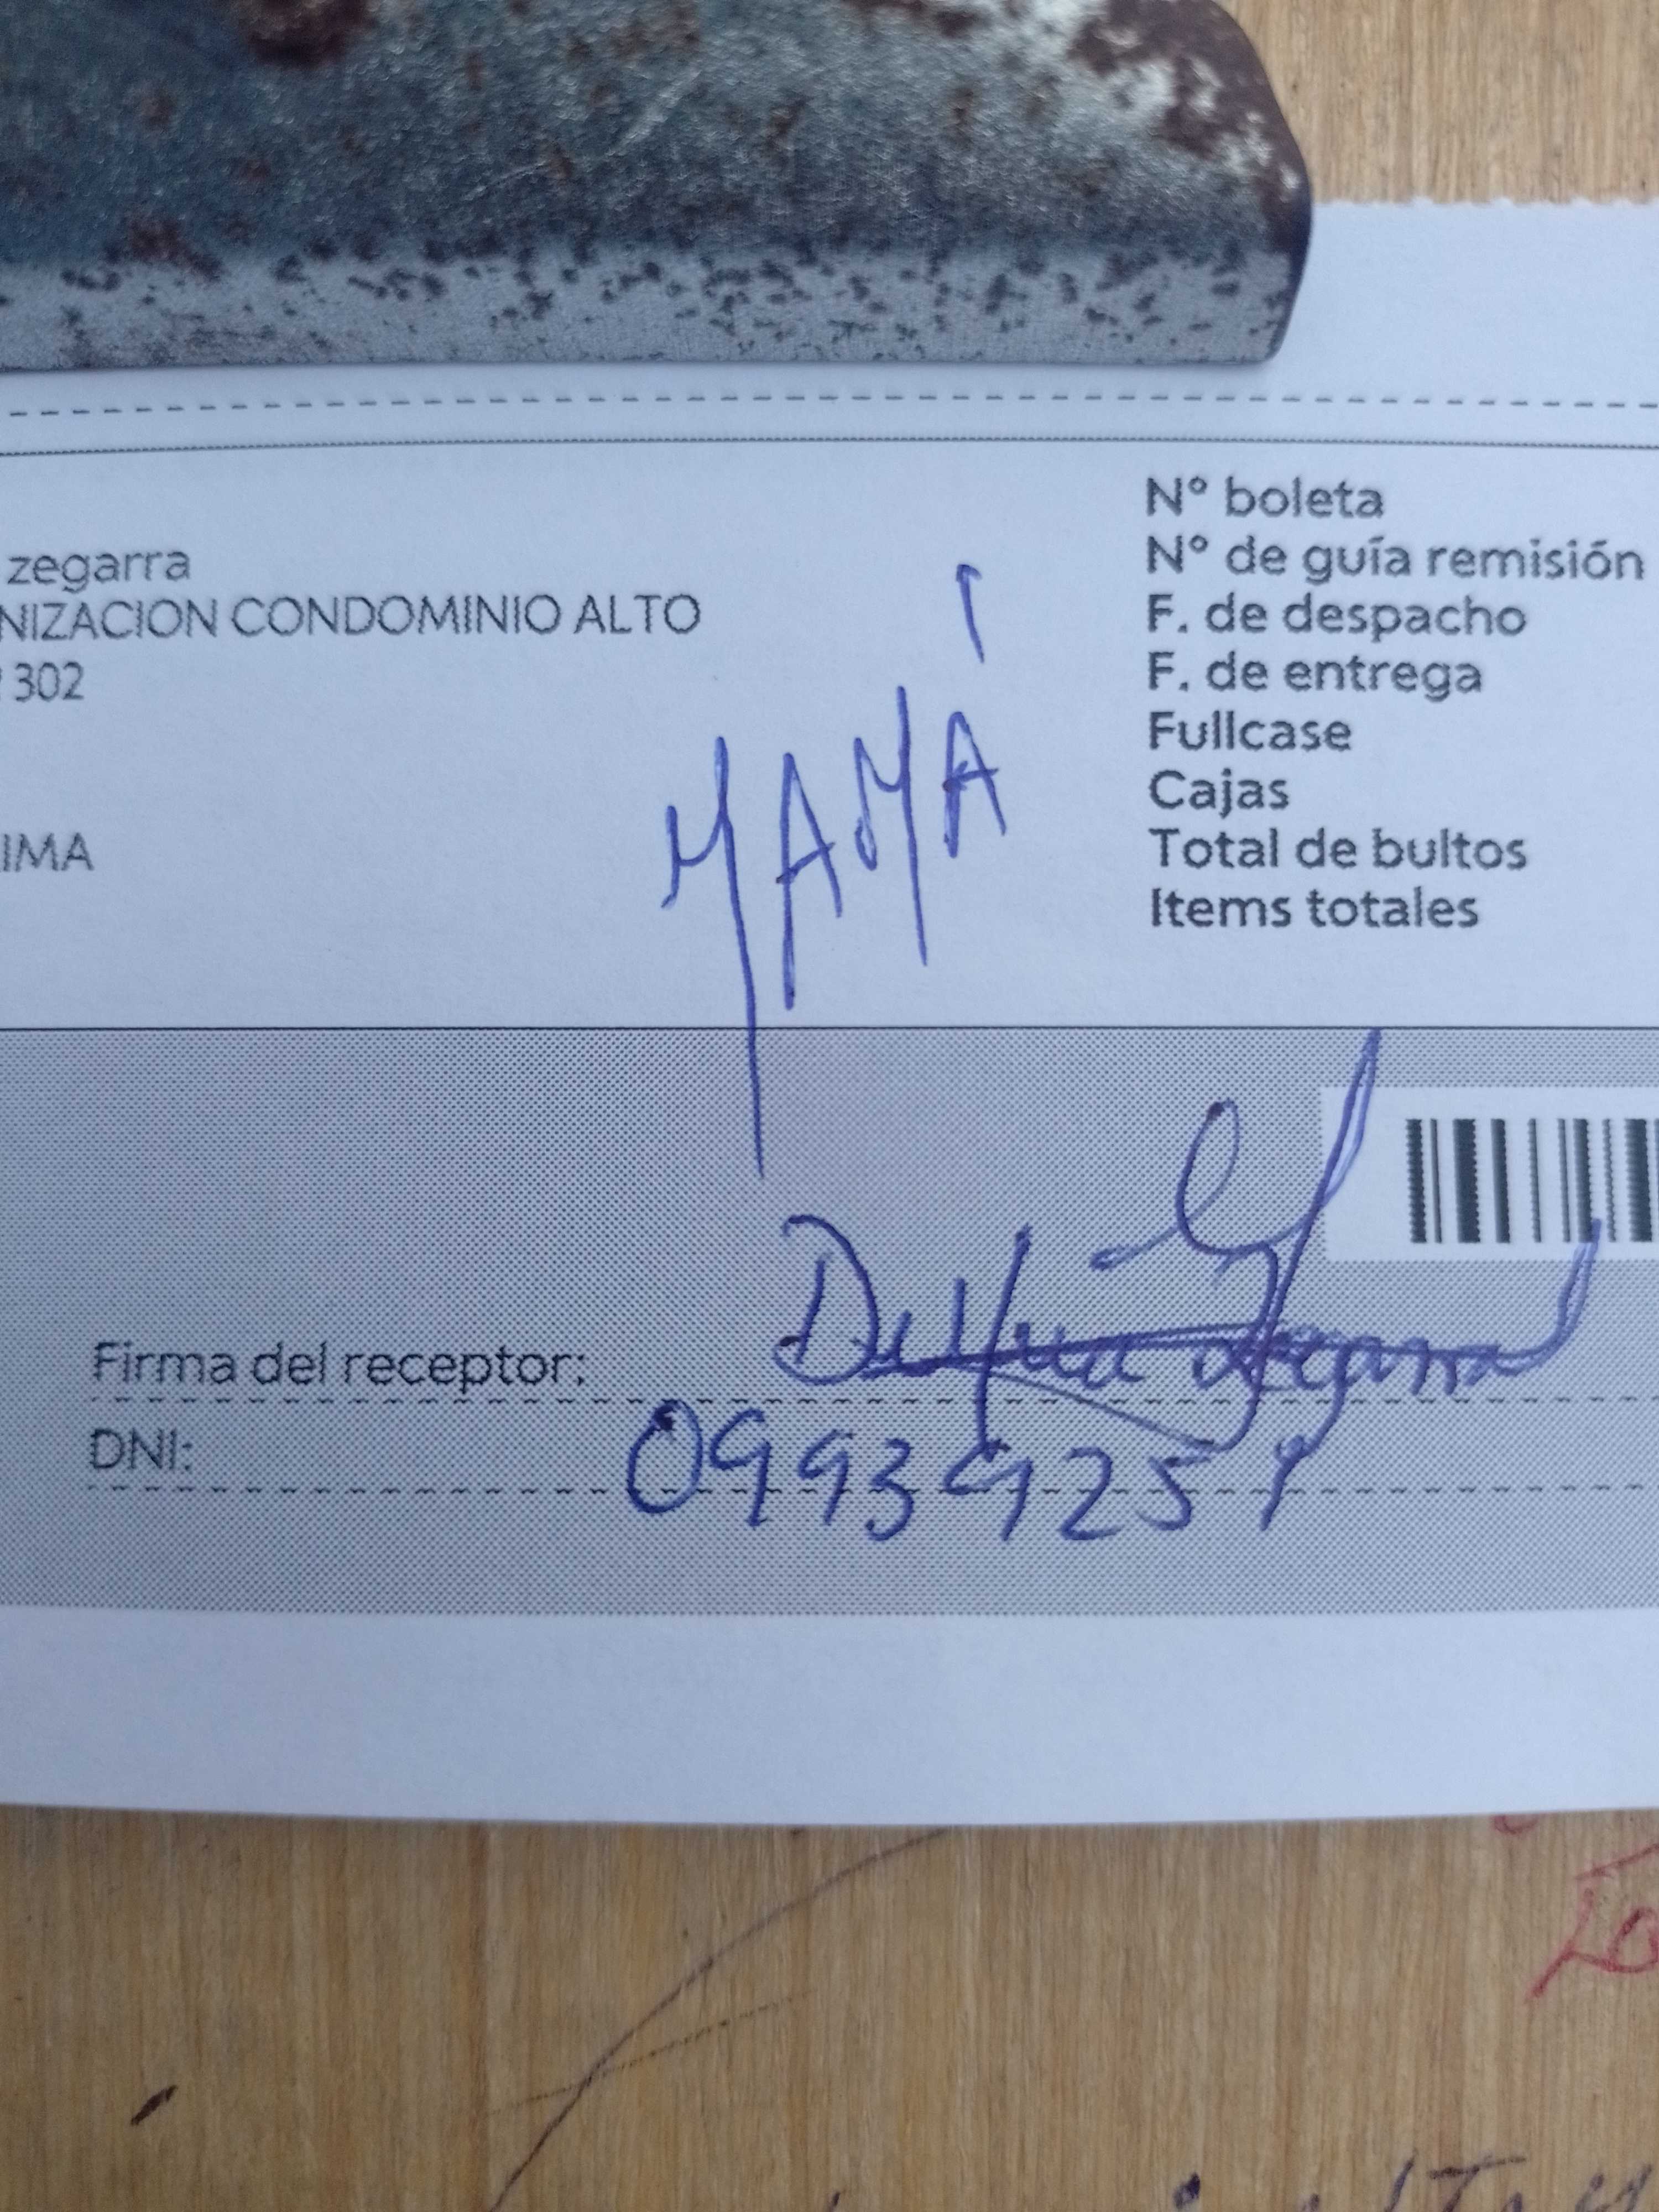 zegarra
NIZACION CONDOMINIO ALTO
302
IMA
MAMÁ
N° boleta
N° de guía remisión
F. de despacho
F. de entrega
Fullcase
Cajas
Total de bultos
Items totales
Firma del receptor:
DNI: 0993925